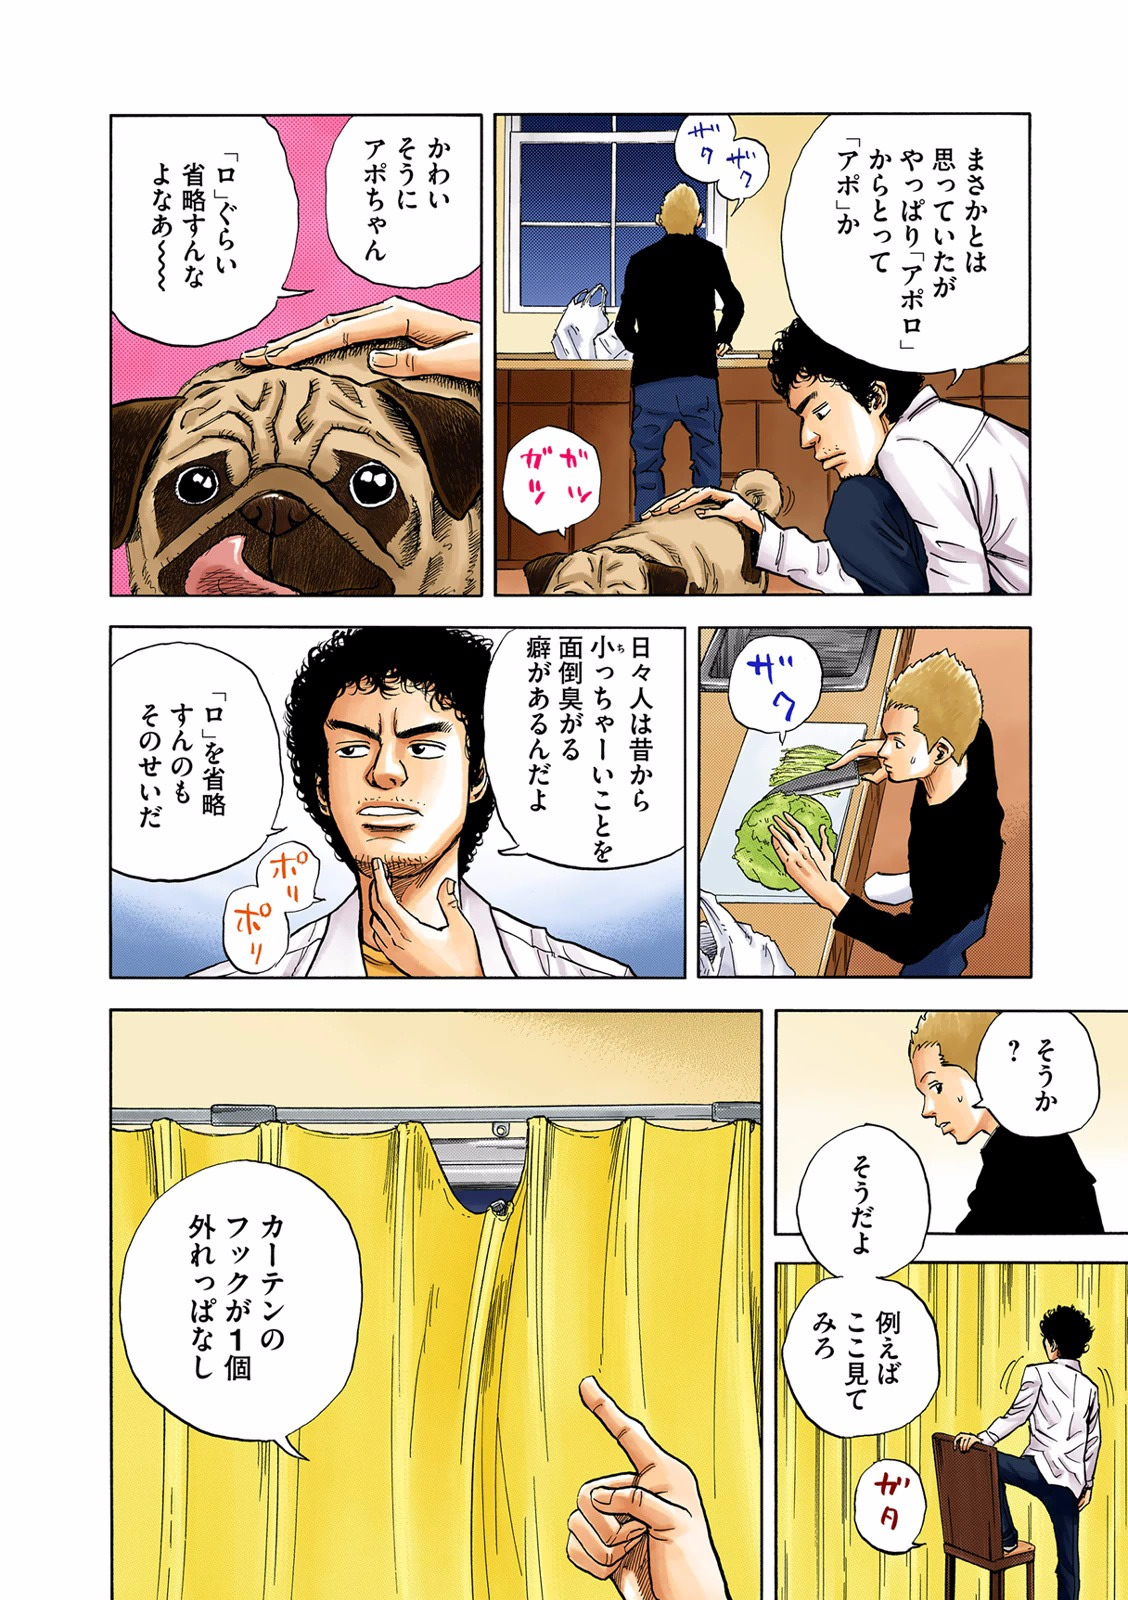 まさかとは
思っていたが
やっぱり「アポロ」
からとって
「アポ」か
ザク
ザク
ガッ
ガッ
かわい
そうに
アポちゃん
「ロ」ぐらい
省略すんな
よなあ〜〜〜
ザク
日々人は昔から
小っちゃーいことを
ち
面倒臭がる
癖があるんだよ
「ロ」を省略
すんのも
そのせいだ
ポリ
ポリ
そうか
?
そうだよ
例えば
ここ見て
みろ
ガタ
カーテンの
フックが1個
外れっぱなし